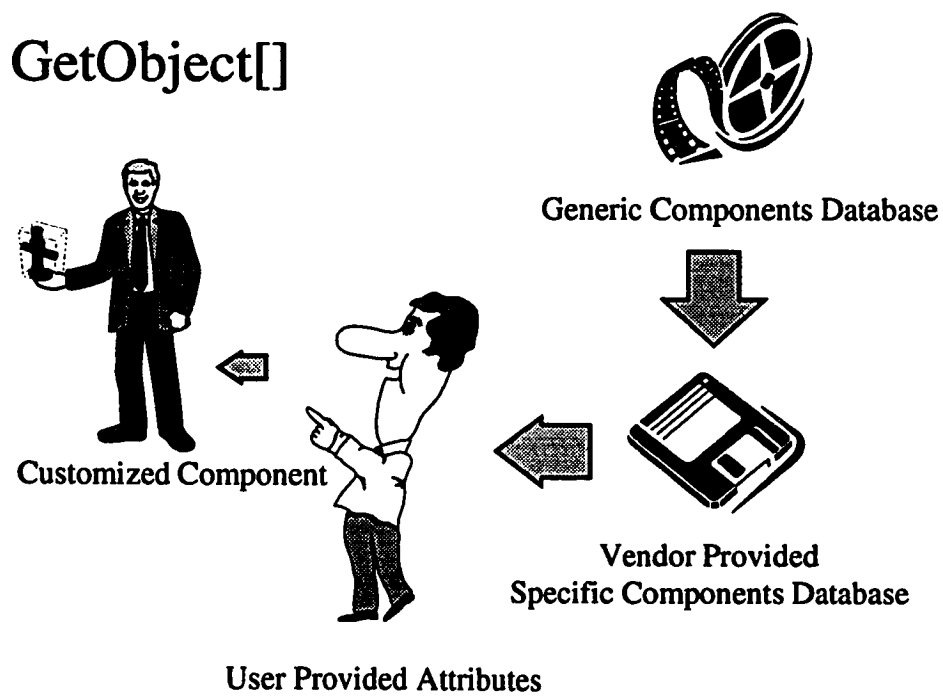 GetObject[]
Generic Components Database
Customized Component
Vendor Provided
Specific Components Database
User Provided Attributes